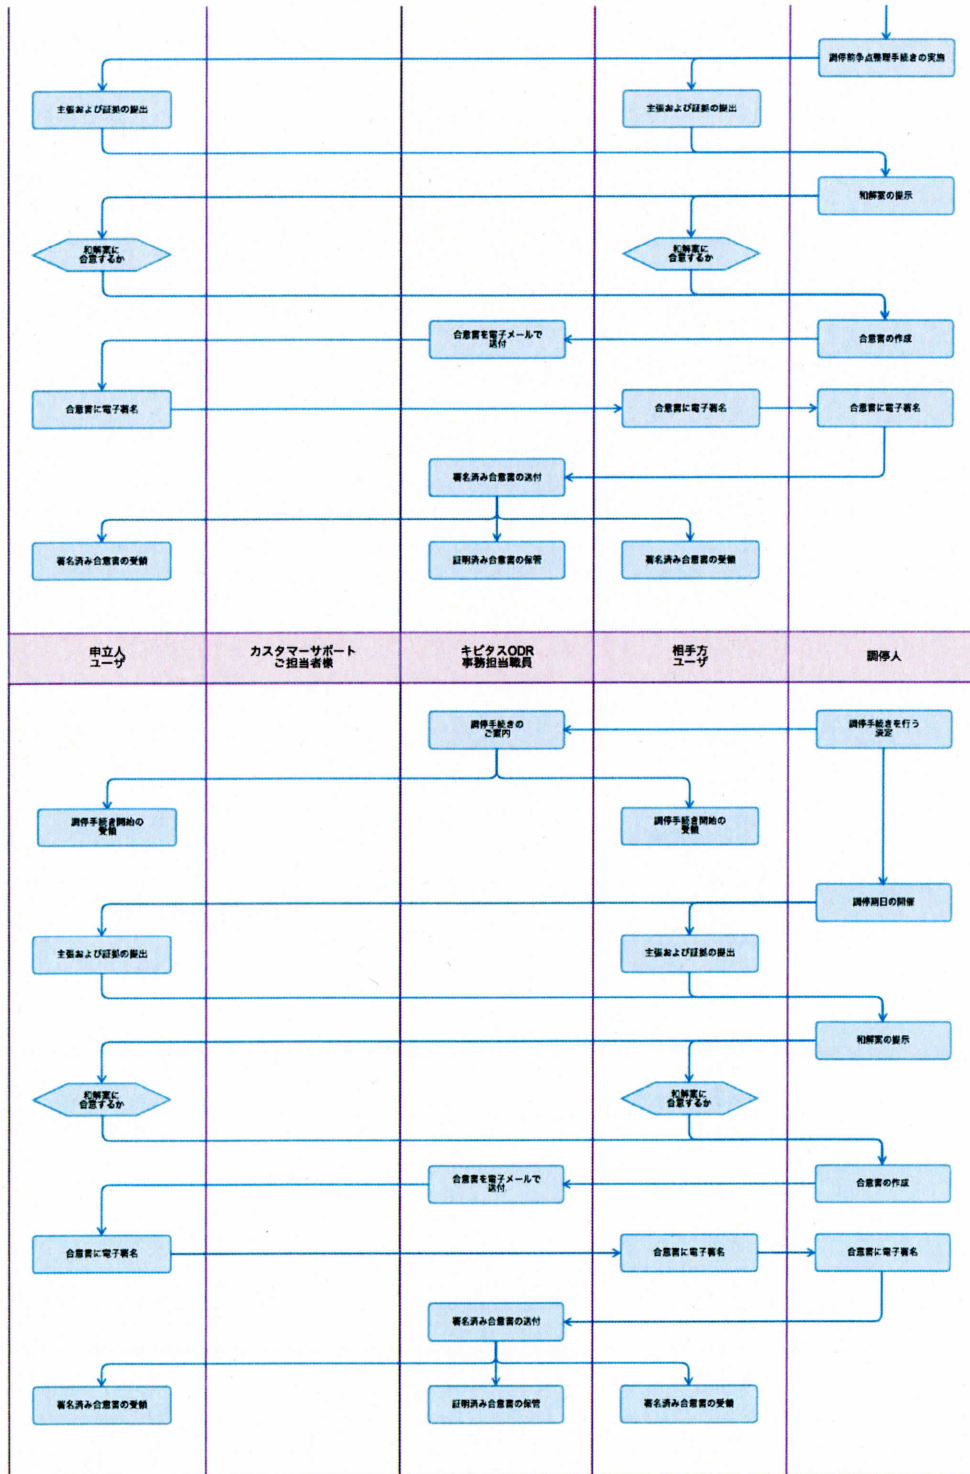 調停前争点整理手続きの実施
主張および証拠の提出
主張および証拠の提出
和解案の提示
和解案に
合意するか
和解案に
合意するか
合意書を電子メールで
送付
合意書の作成
合意書に電子署名
合意書に電子署名
合意書に電子署名
署名済み合意書の送付
署名済み合意書の受領
証明済み合意書の保管
署名済み合意書の受領
申立人
ユーザ
カスタマーサポート
ご担当者様
キビタスODR
事務担当職員
相手方
ユーザ
調停人
調停手続きの
ご案内
調停手続きを行う
決定
調停手続き開始の
受領
調停手続き開始の
受領
調停期日の開催
主張および証拠の提出
主張および証拠の提出
和解案の提示
和解案に
合意するか
和解案に
合意するか
合意書を電子メールで
送付
合意書の作成
合意書に電子署名
合意書に電子署名
合意書に電子署名
署名済み合意書の送付
署名済み合意書の受領
証明済み合意書の保管
署名済み合意書の受領